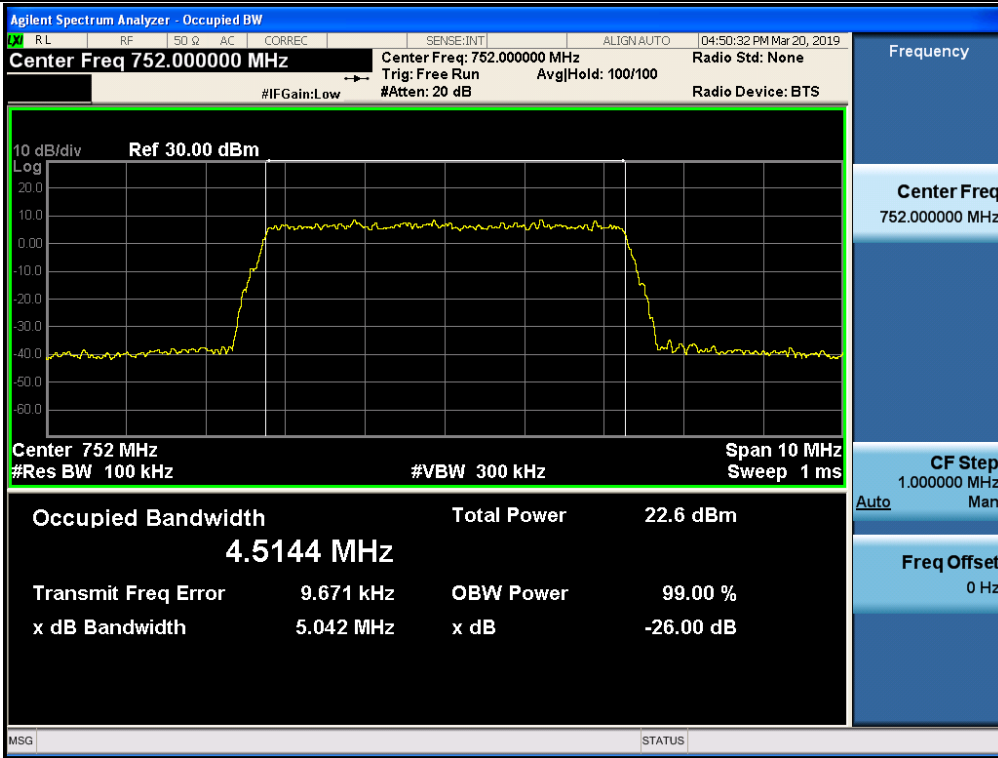 Agilent Spectrum Analyzer - Occupied BW
LXI RL RF 50 Ω AC CORREC SENSE:INT ALIGN AUTO 04:50:32 PM Mar 20, 2019
Center Freq 752.000000 MHz
Center Freq: 752.000000 MHz Radio Std: None
Trig: Free Run Avg|Hold: 100/100
#IFGain:Low #Atten: 20 dB Radio Device: BTS
10 dB/div Ref 30.00 dBm
Log
20.0
10.0
0.00
-10.0
-20.0
-30.0
-40.0
-50.0
-60.0
Center 752 MHz Span 10 MHz
#Res BW 100 kHz #VBW 300 kHz Sweep 1 ms
Occupied Bandwidth Total Power 22.6 dBm
4.5144 MHz
Transmit Freq Error 9.671 kHz OBW Power 99.00 %
x dB Bandwidth 5.042 MHz x dB -26.00 dB
MSG STATUS
Frequency
Center Freq
752.000000 MHz
CF Step
1.000000 MHz
Auto Man
Freq Offset
0 Hz